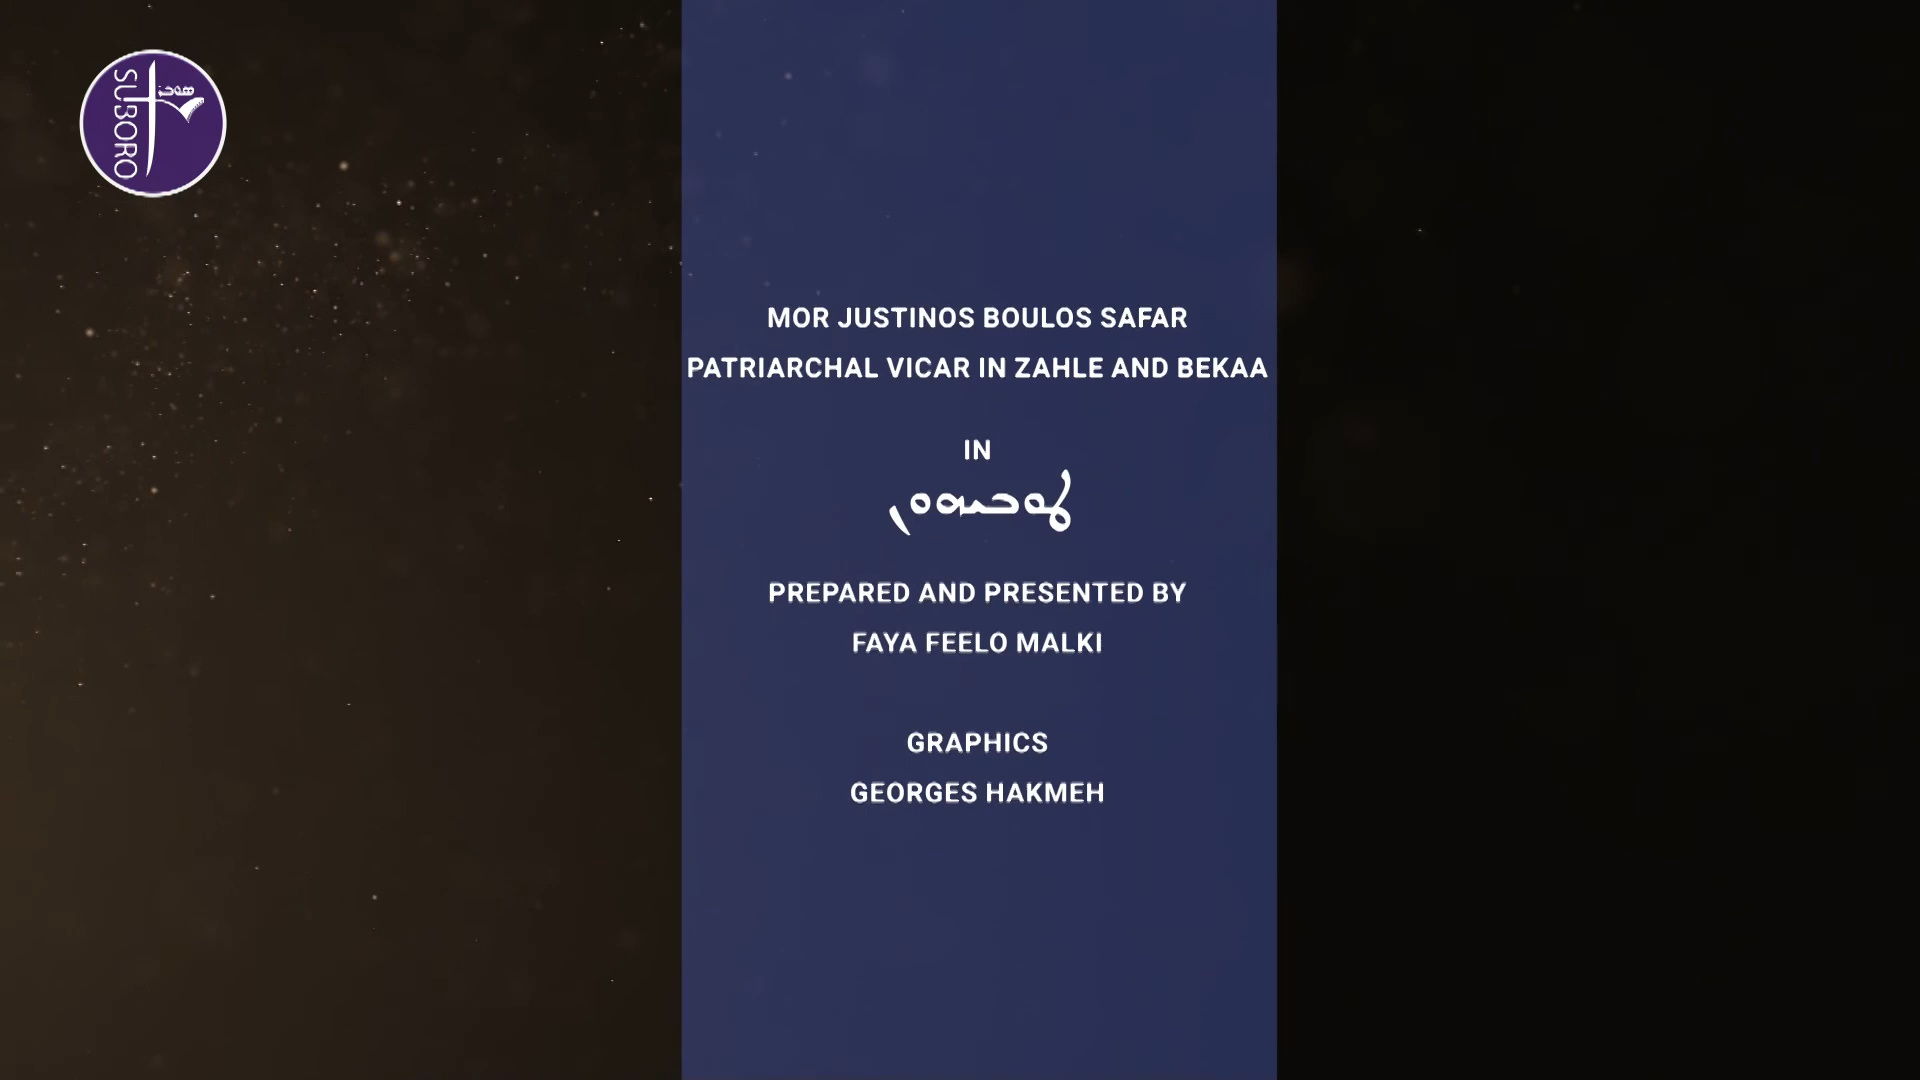 SUBORO
MOR JUSTINOS BOULOS SAFAR
PATRIARCHAL VICAR IN ZAHLE AND BEKAA
IN
ܛܘܒܝܗܘܢ
PREPARED AND PRESENTED BY
FAYA FEELO MALKI
GRAPHICS
GEORGES HAKMEH